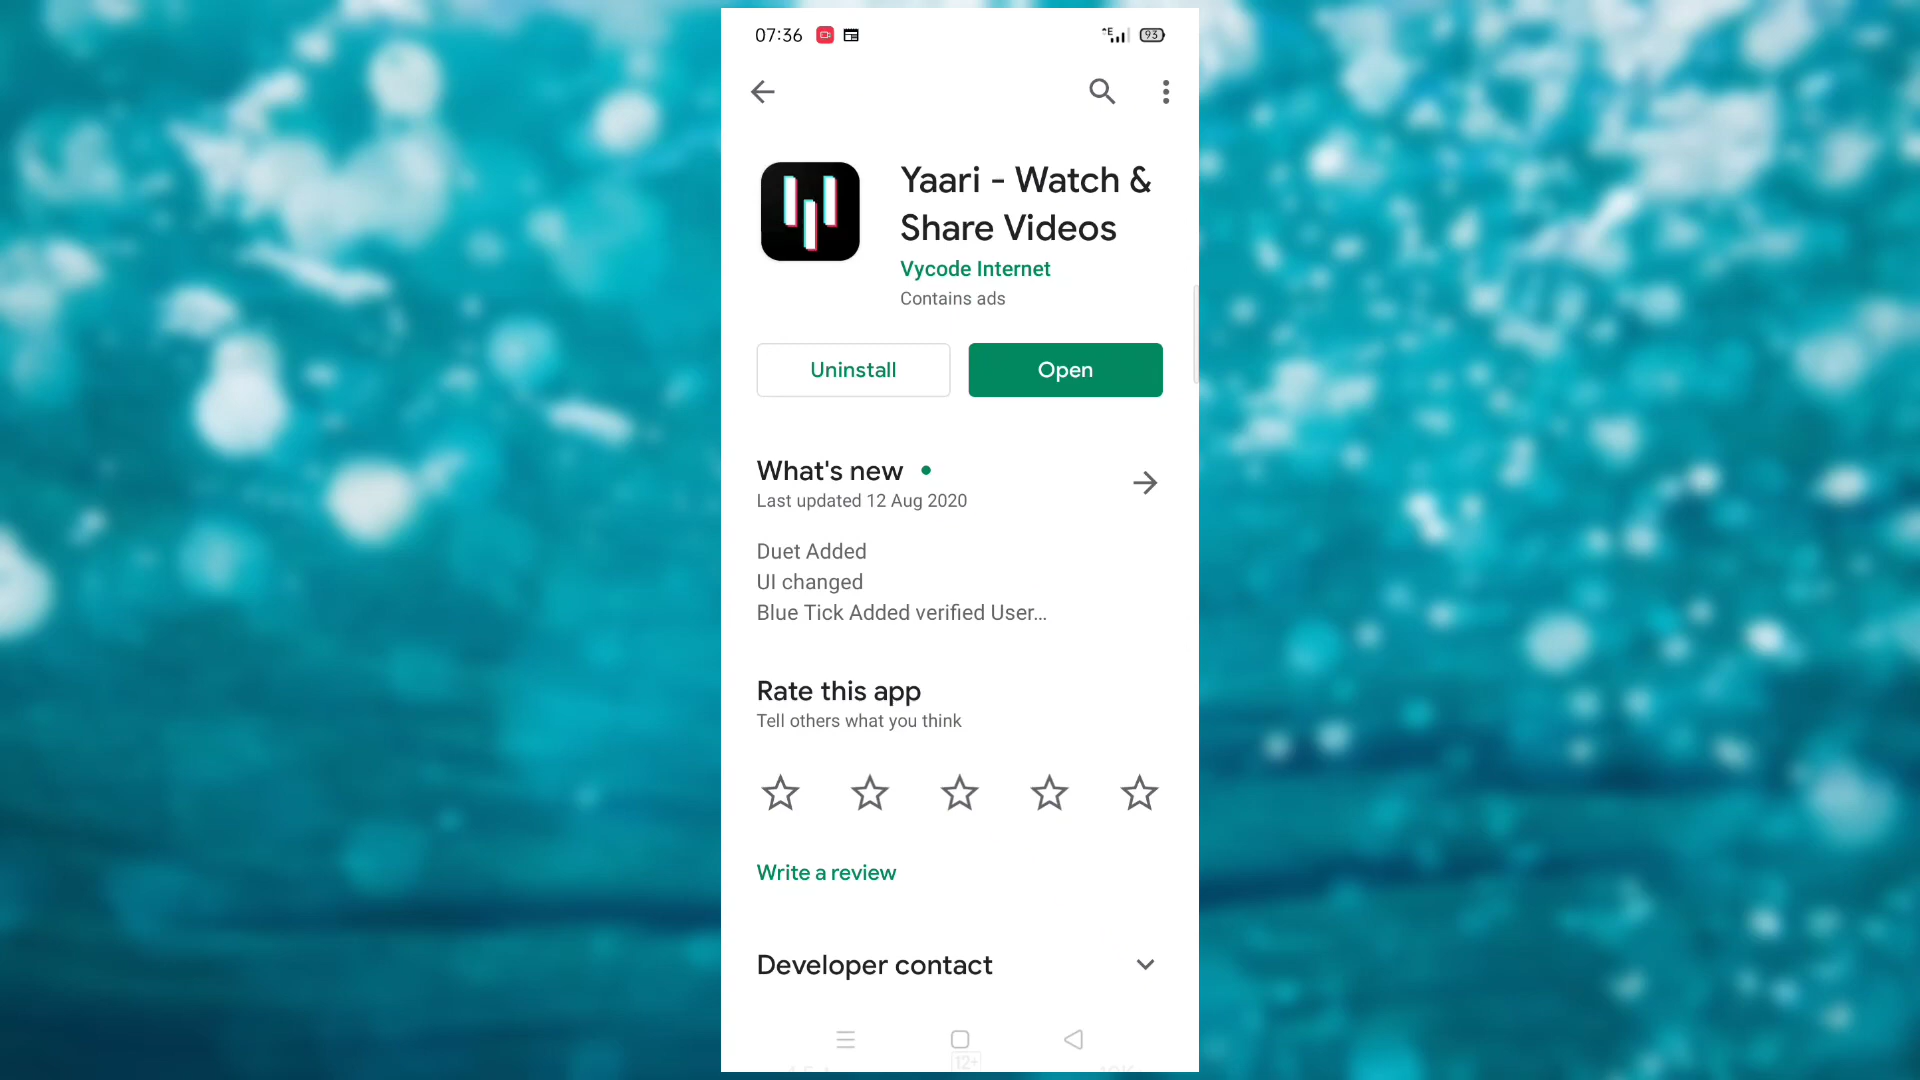 07:36
93
Yaari - Watch &
Share Videos
Vycode Internet
Contains ads
Uninstall
Open
What's new
Last updated 12 Aug 2020
Duet Added
UI changed
Blue Tick Added verified User...
Rate this app
Tell others what you think
Write a review
Developer contact
12+